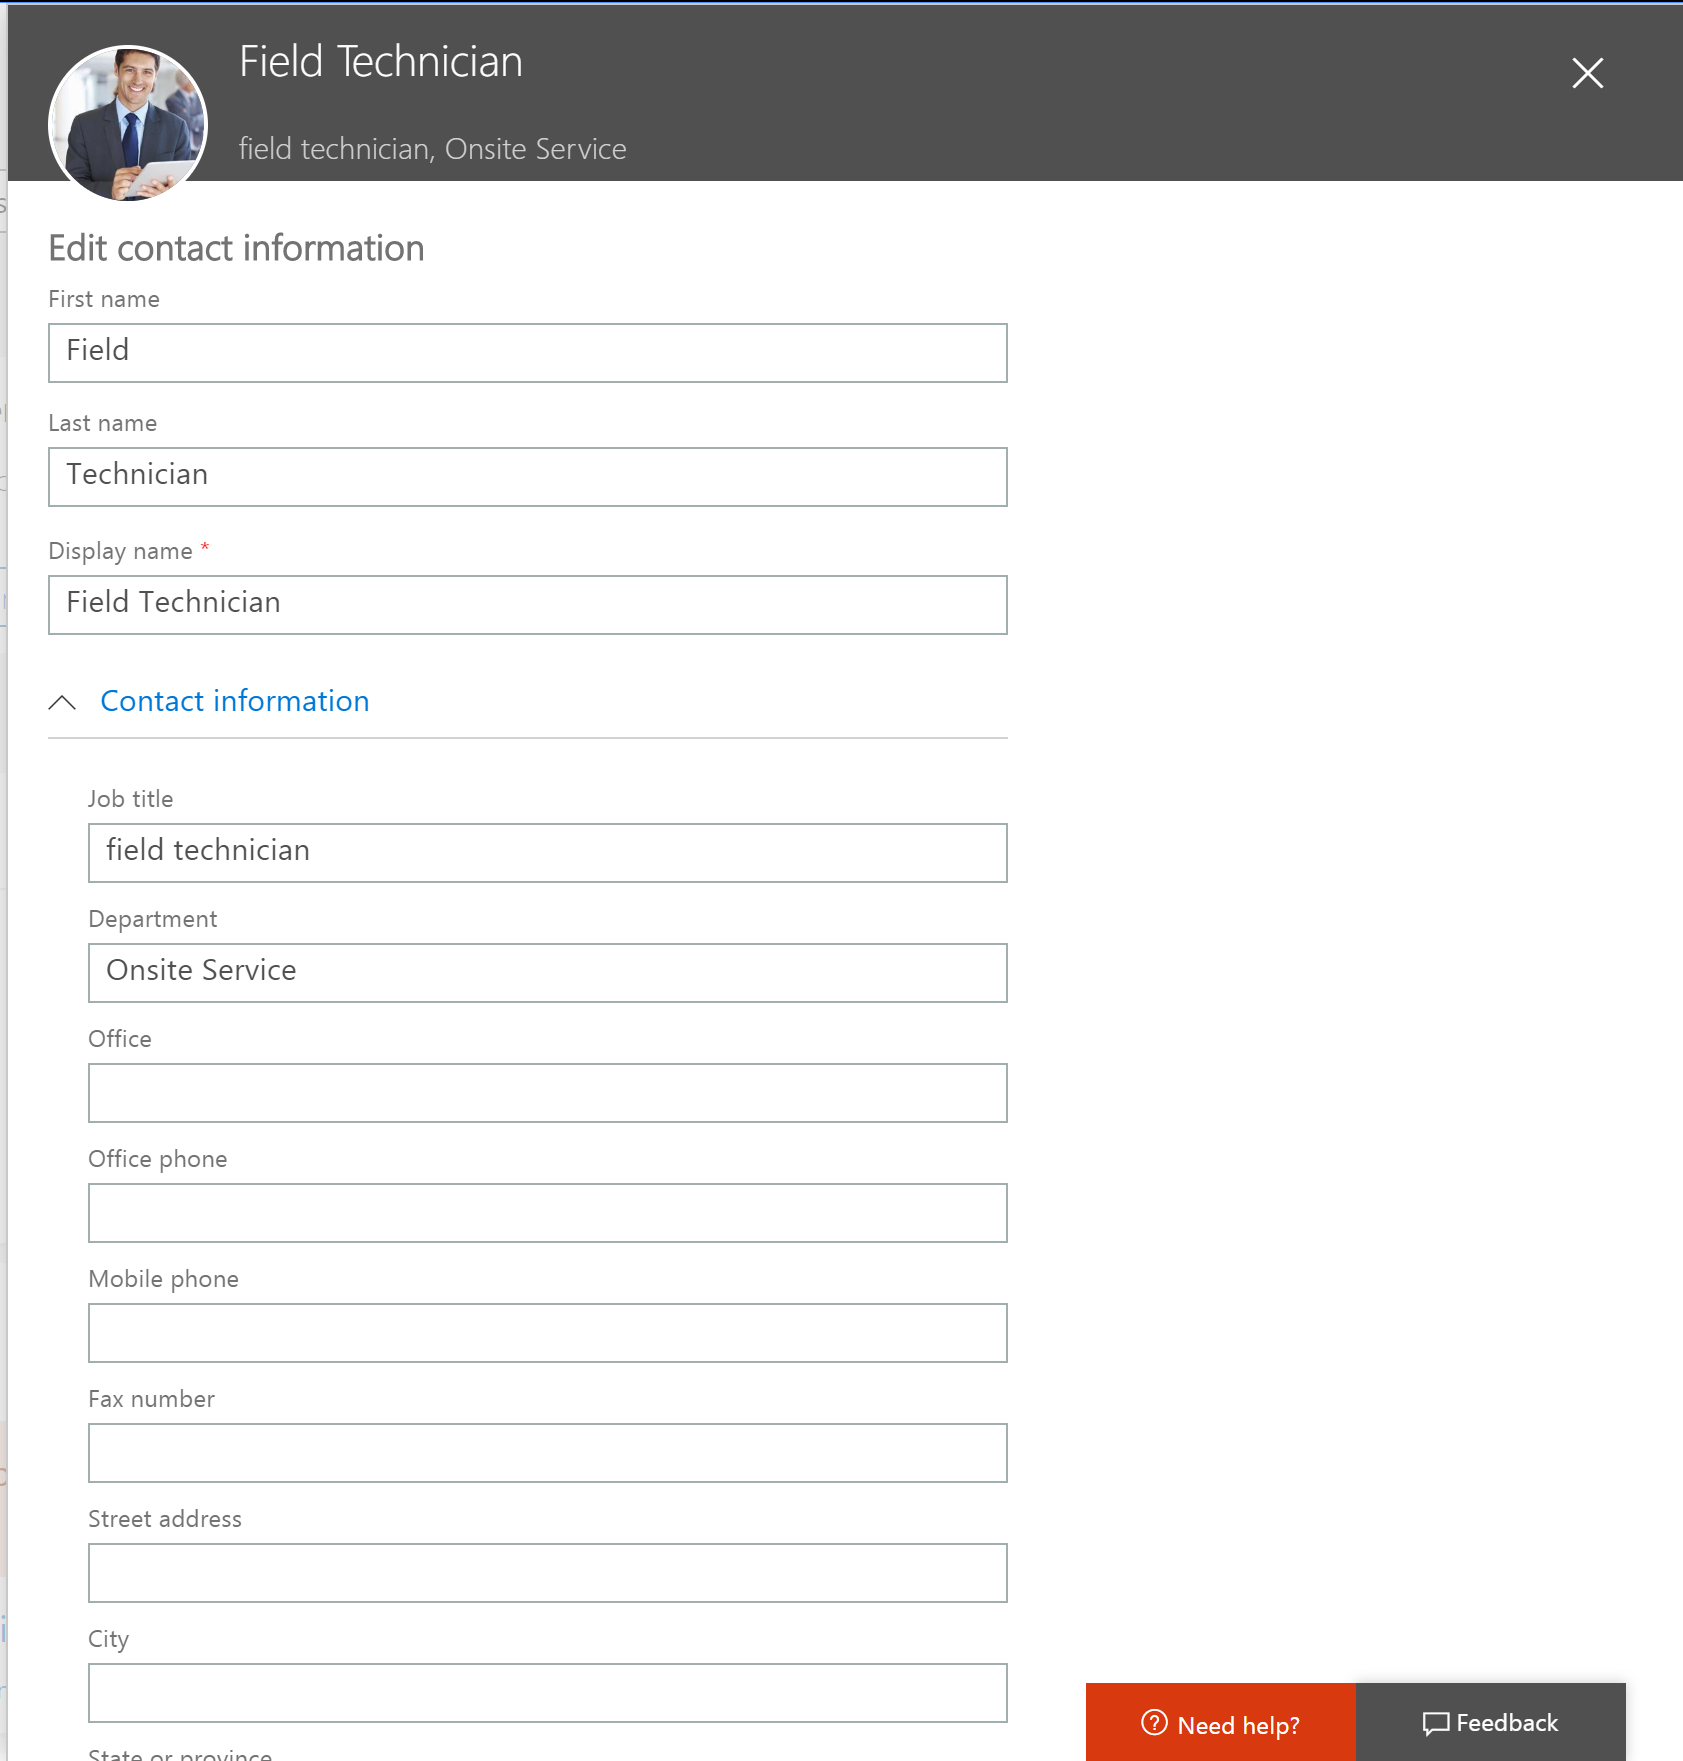 Field Technician
field technician, Onsite Service
Edit contact information
First name
Field
Last name
Technician
Display name *
Field Technician
Contact information
Job title
field technician
Department
Onsite Service
Office
Office phone
Mobile phone
Fax number
Street address
City
State or province
Need help?
Feedback